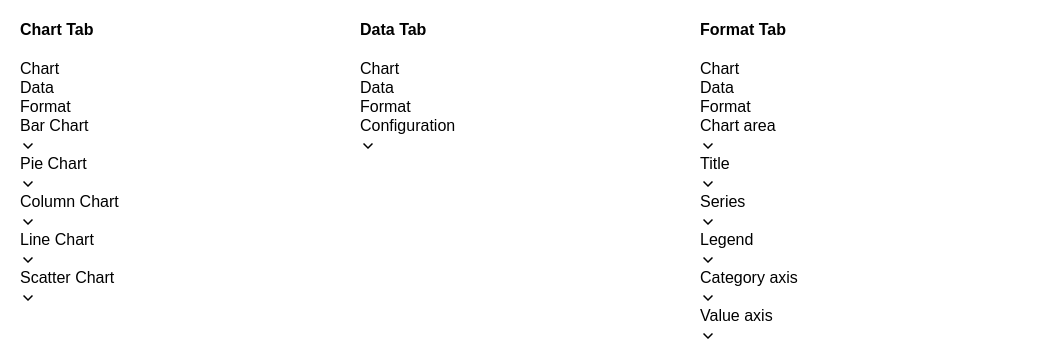 Chart Tab
Chart
Data
Format
Bar Chart
Pie Chart
Column Chart
Line Chart
Scatter Chart
Data Tab
Chart
Data
Format
Configuration
Format Tab
Chart
Data
Format
Chart area
Title
Series
Legend
Category axis
Value axis